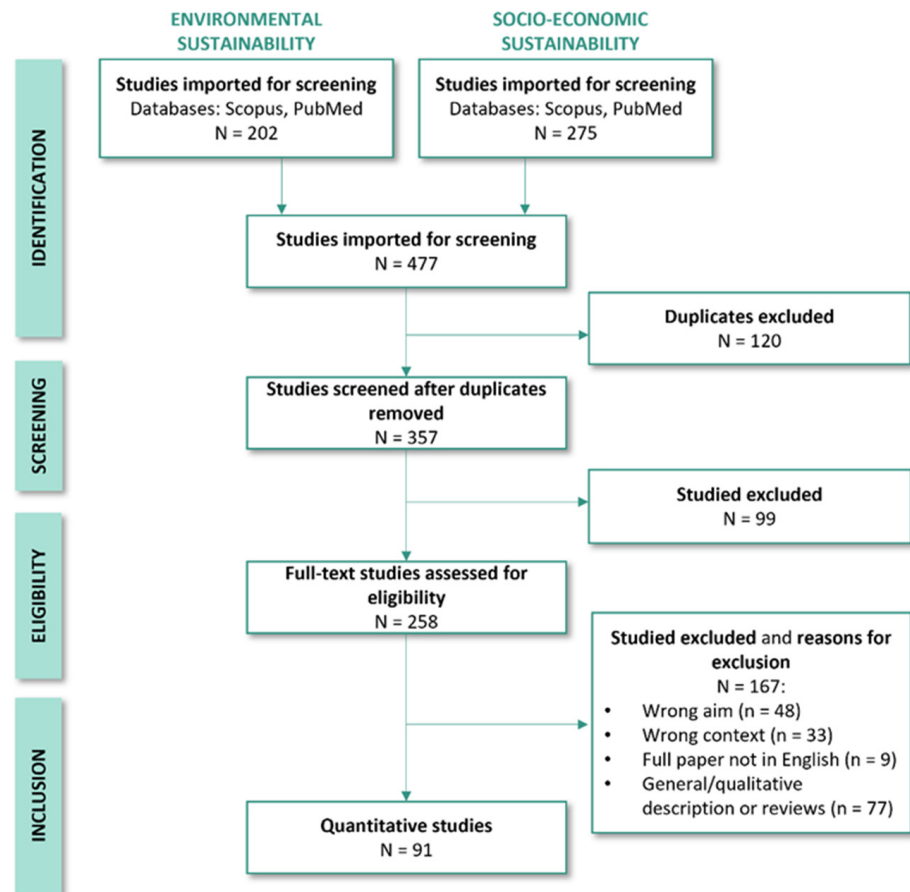 ENVIRONMENTAL
SUSTAINABILITY
SOCIO-ECONOMIC
SUSTAINABILITY
IDENTIFICATION
Studies imported for screening
Databases: Scopus, PubMed
N = 202
Studies imported for screening
Databases: Scopus, PubMed
N = 275
Studies imported for screening
N = 477
Duplicates excluded
N = 120
SCREENING
Studies screened after duplicates
removed
N = 357
Studied excluded
N = 99
ELIGIBILITY
Full-text studies assessed for
eligibility
N = 258
Studied excluded and reasons for
exclusion
N = 167:
• Wrong aim (n = 48)
• Wrong context (n = 33)
• Full paper not in English (n = 9)
• General/qualitative
description or reviews (n = 77)
INCLUSION
Quantitative studies
N = 91